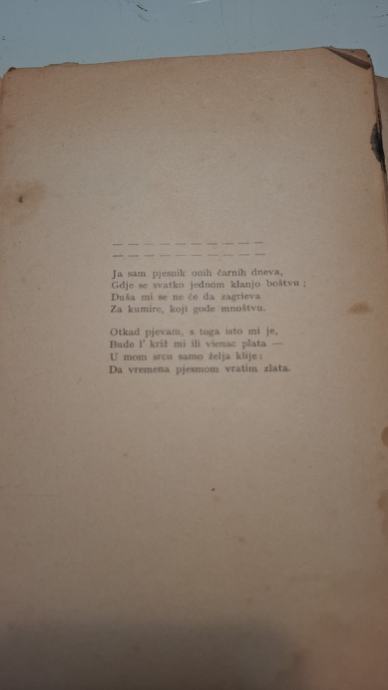 — — — — — — — — — — —
— — — — — — — — — — —
Ja sam pjesnik onih čarnih dneva,
Gdje se svatko jednom klanjo boštvu ;
Duša mi se ne će da zagrieva
Za kumire, koji gode mnoštvu.
Otkad pjevam, s toga isto mi je,
Bude l' križ mi ili vienac plata —
U mom srcu samo želja klije:
Da vremena pjesmom vratim zlata.